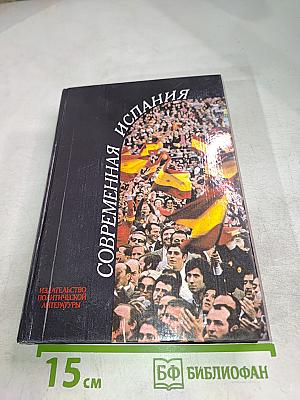 СОВРЕМЕННАЯ ИСПАНИЯ
ИЗДАТЕЛЬСТВО
ПОЛИТИЧЕСКОЙ
ЛИТЕРАТУРЫ
15 см
БФ БИБЛИОФАН